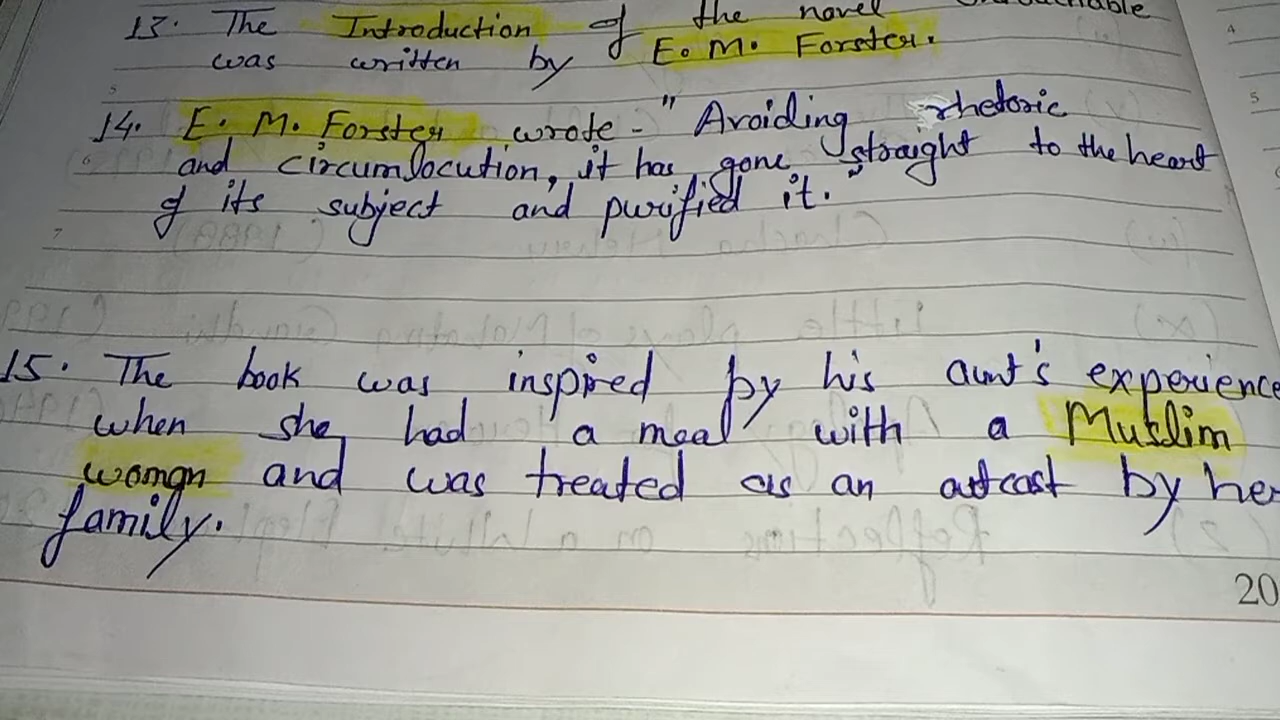 13. The Introduction of the novel
was written by E. M. Forster.
14. E. M. Forster wrote - "Avoiding rhetoric
and circumlocution, it has gone straight to the heart
of its subject and purified it."
15. The book was inspired by his aunt's experience
when she had a meal with a Muslim
woman and was treated as an outcast by her
family.
20